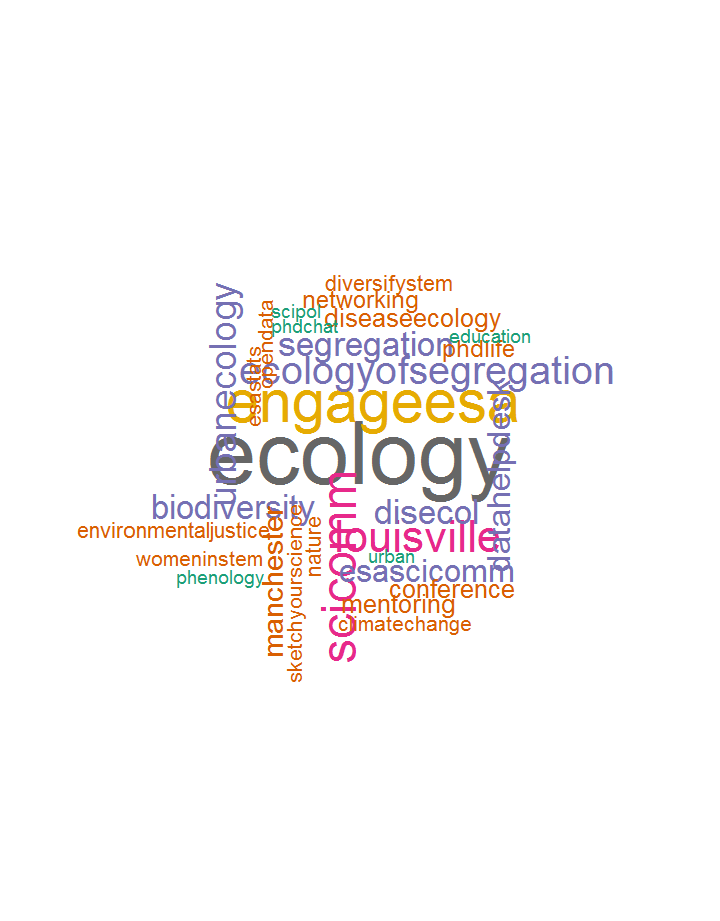 diversifystem
networking
scipol
diseaseecology
phdchat
education
segregation
phdlife
ecologyofsegregation
opendata
esastats
urbanecology
engageesa
ecology
datahelpdesk
biodiversity
disecol
environmentaljustice
louisville
womeninstem
urban
phenology
esascicomm
manchester
sketchyourscience
nature
scicomm
conference
mentoring
climatechange